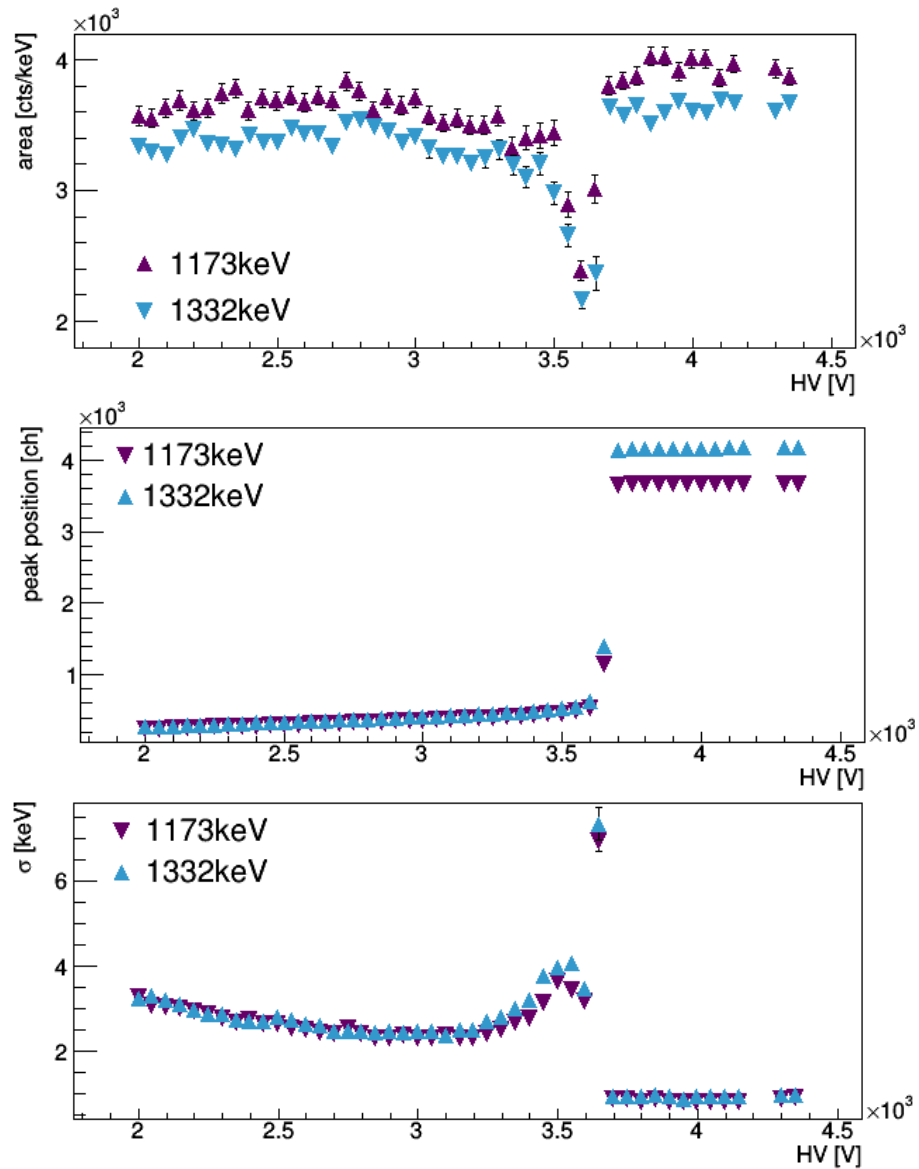 ×10³
area [cts/keV]
4
3
2
1173keV
1332keV
2 2.5 3 3.5 4 4.5
×10³
HV [V]
×10³
peak position [ch]
4
3
2
1
1173keV
1332keV
2 2.5 3 3.5 4 4.5
×10³
HV [V]
σ [keV]
6
4
2
1173keV
1332keV
2 2.5 3 3.5 4 4.5
×10³
HV [V]